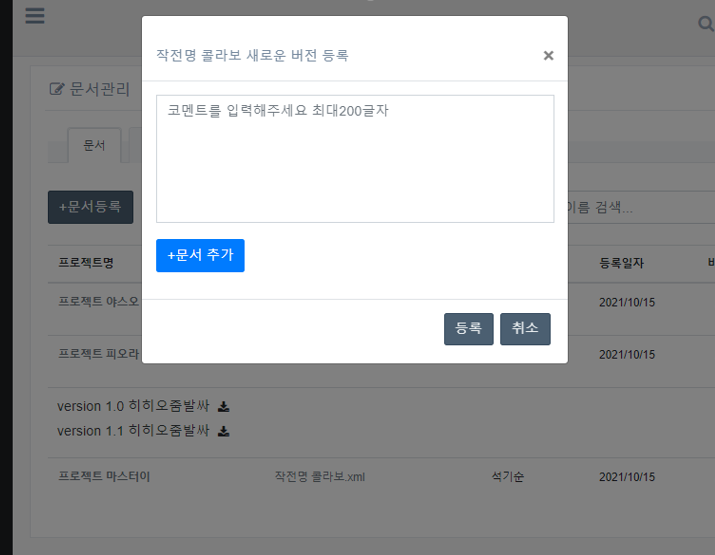 작전명 콜라보 새로운 버전 등록
×
코멘트를 입력해주세요 최대200글자
+문서 추가
등록 취소
문서관리
문서
+문서등록
이름 검색...
프로젝트명 등록일자
프로젝트 야스오 2021/10/15
프로젝트 피오라 2021/10/15
version 1.0 히히오줌발싸
version 1.1 히히오줌발싸
프로젝트 마스터이 작전명 콜라보.xml 석기순 2021/10/15